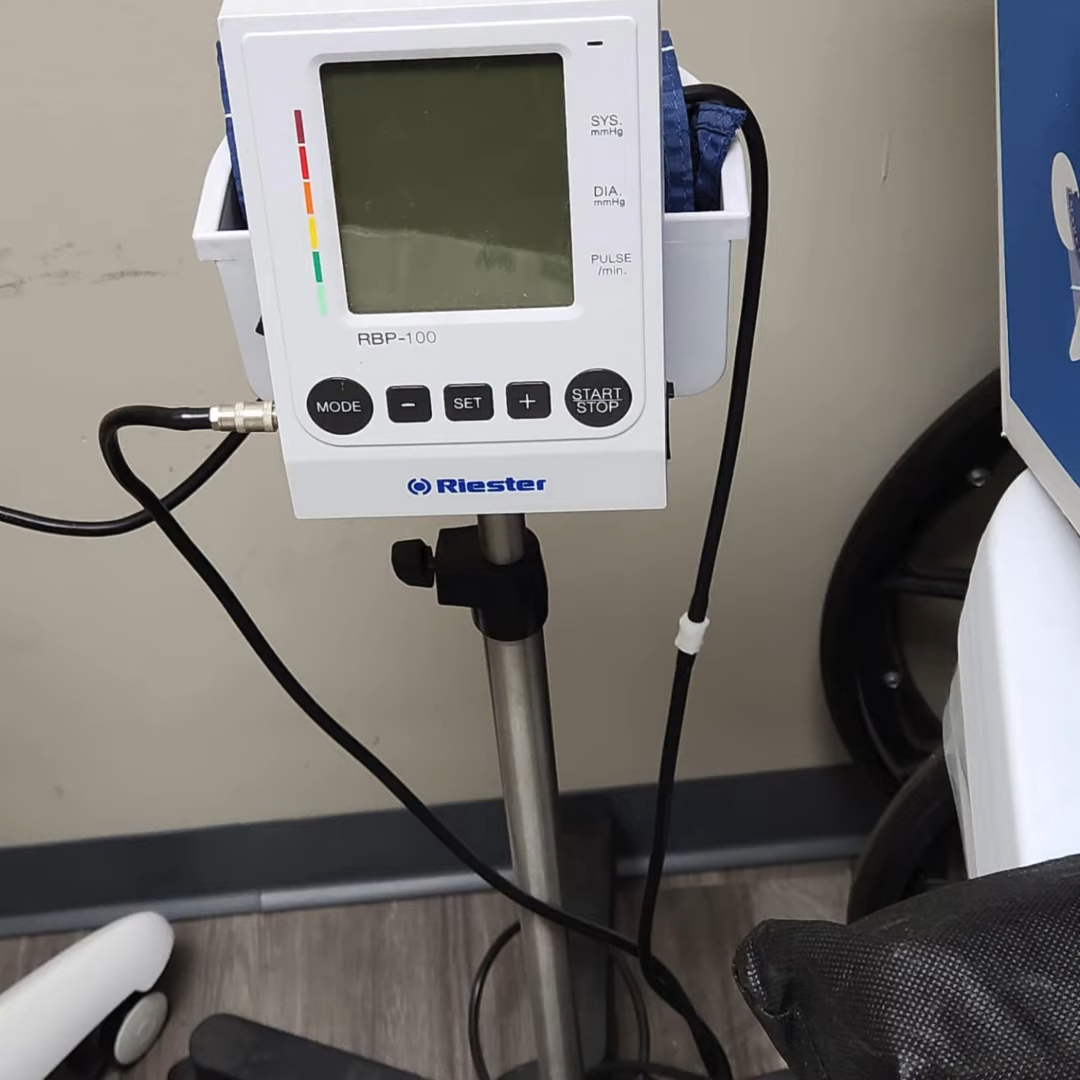 SYS.
mmHg
DIA.
mmHg
PULSE
/min.
RBP-100
MODE
-
SET
+
START
STOP
Riester